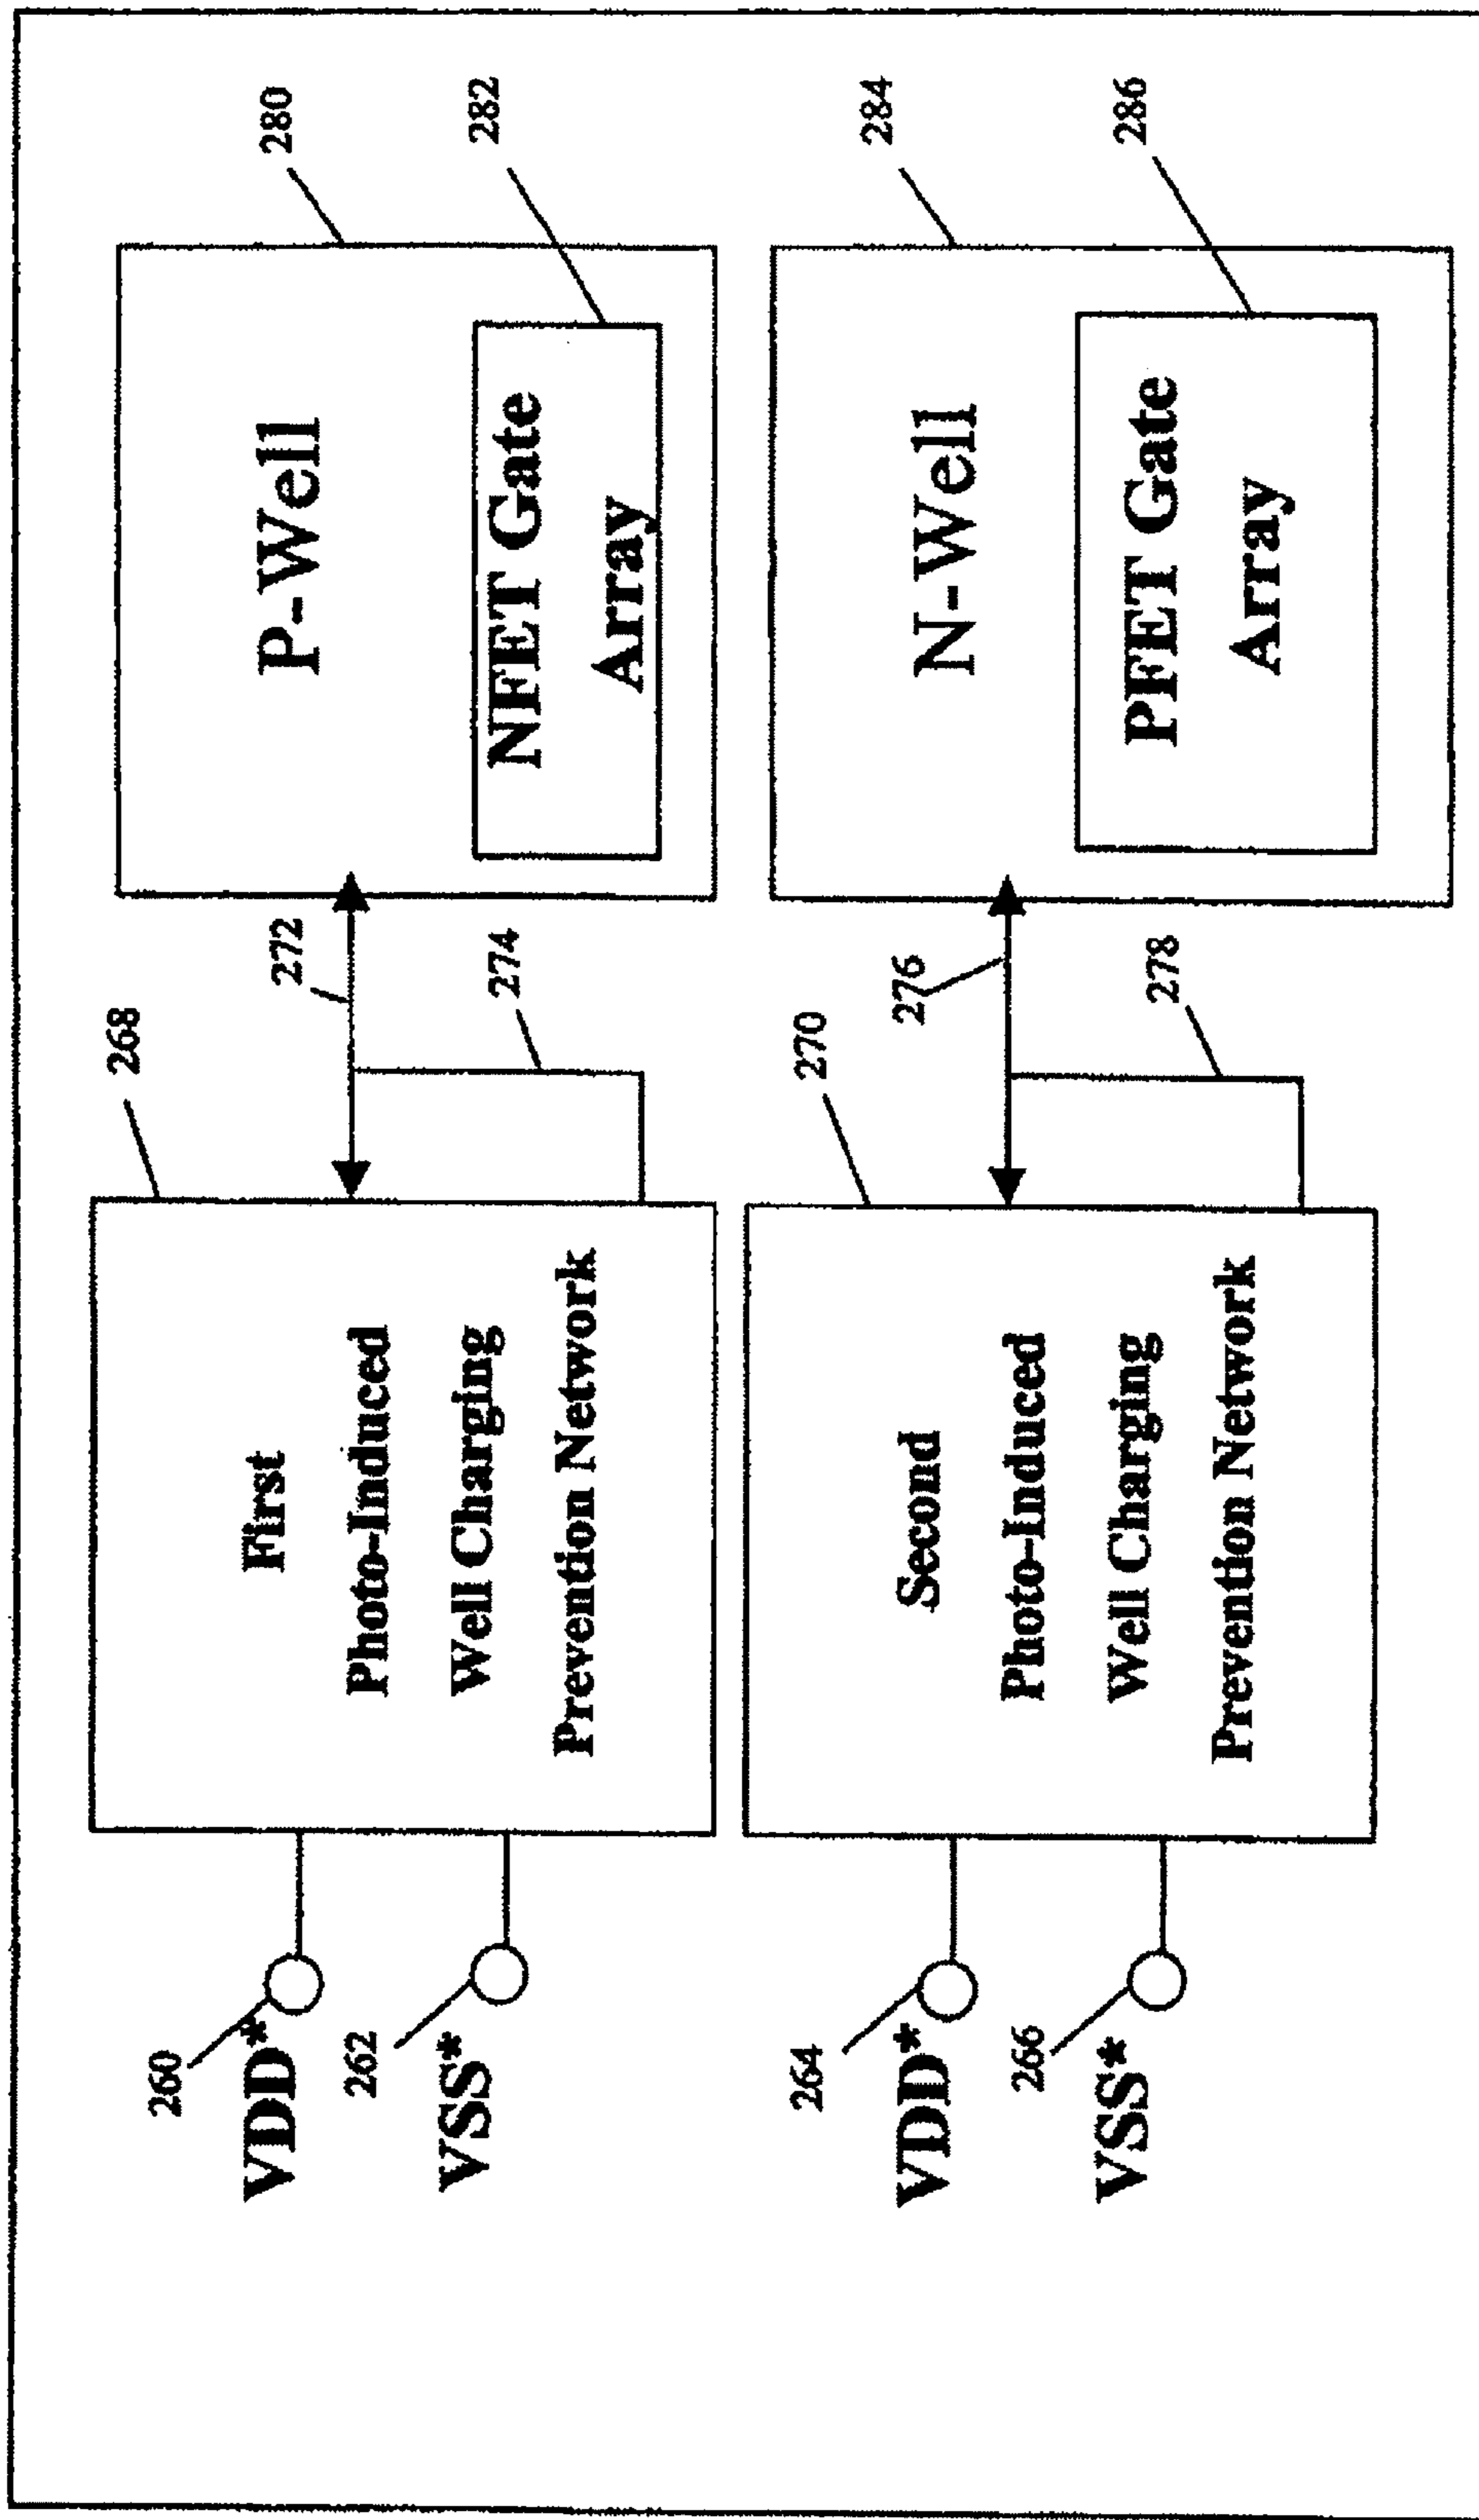 268
First
Photo-Induced
Well Charging
Prevention Network
260
VDD*
262
VSS*
272
274
P-Well
280
NFET Gate
Array
282
270
Second
Photo-Induced
Well Charging
Prevention Network
264
VDD*
266
VSS*
276
278
N-Well
284
PFET Gate
Array
286